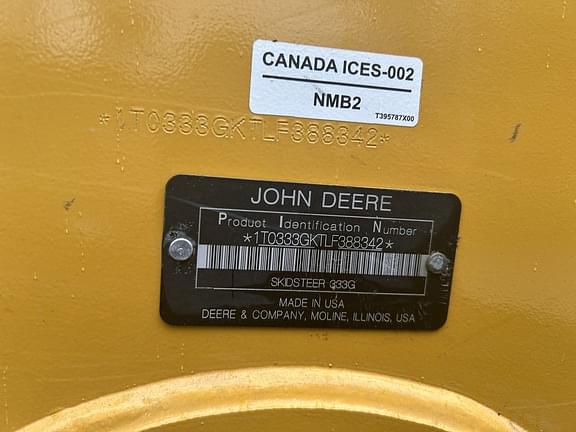 CANADA ICES-002
NMB2
T395787X00
*1T0333GKTLF388342*
JOHN DEERE
Product Identification Number
*1T0333GKTLF388342*
SKIDSTEER 333G
MADE IN USA
DEERE & COMPANY, MOLINE, ILLINOIS, USA